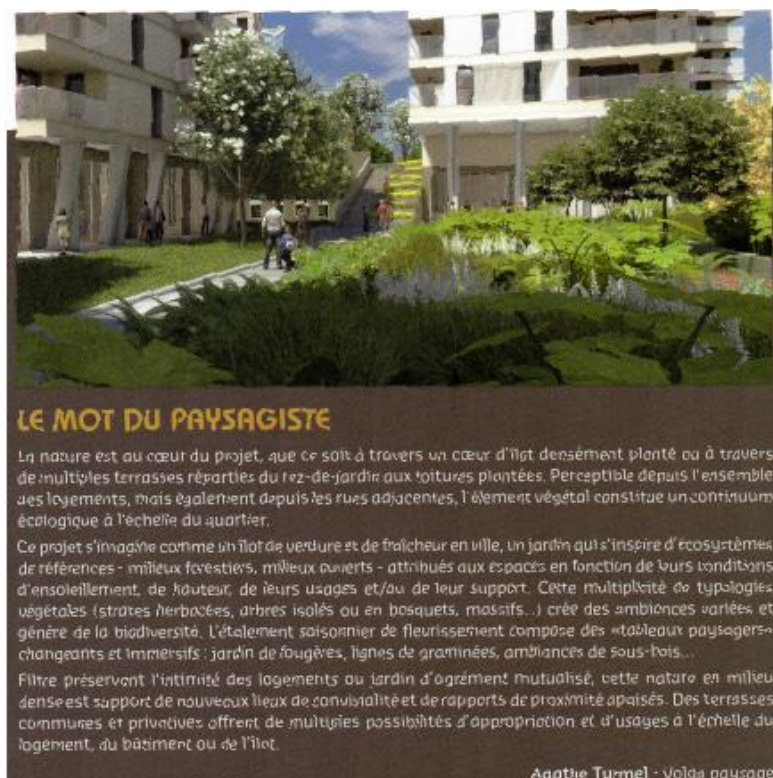 LE MOT DU PAYSAGISTE
La nature est au cœur du projet, que ce soit à travers un cœur d'îlot densément planté ou à travers
de multiples terrasses réparties du rez-de-jardin aux toitures plantées. Perceptible depuis l'ensemble
des logements, mais également depuis les rues adjacentes, l'élément végétal constitue un continuum
écologique à l'échelle du quartier.
Ce projet s'imagine comme un îlot de verdure et de fraîcheur en ville, un jardin qui s'inspire d'écosystèmes
de références - milieux forestiers, milieux ouverts - attribués aux espaces en fonction de leurs conditions
d'ensoleillement, de hauteur, de leurs usages et/ou de leur support. Cette multiplicité de typologies
végétales (strates herbacées, arbres isolés ou en bosquets, massifs...) crée des ambiances variées et
génère de la biodiversité. L'étalement saisonnier de fleurissement compose des «tableaux paysagers»
changeants et immersifs : jardin de fougères, lignes de graminées, ambiances de sous-bois...
Filtre préservant l'intimité des logements ou jardin d'agrément mutualisé, cette nature en milieu
dense est support de nouveaux lieux de convivialité et de rapports de proximité apaisés. Des terrasses
communes et privatives offrent de multiples possibilités d'appropriation et d'usages à l'échelle du
logement, du bâtiment ou de l'îlot.
Agathe Turmel - Volga paysage